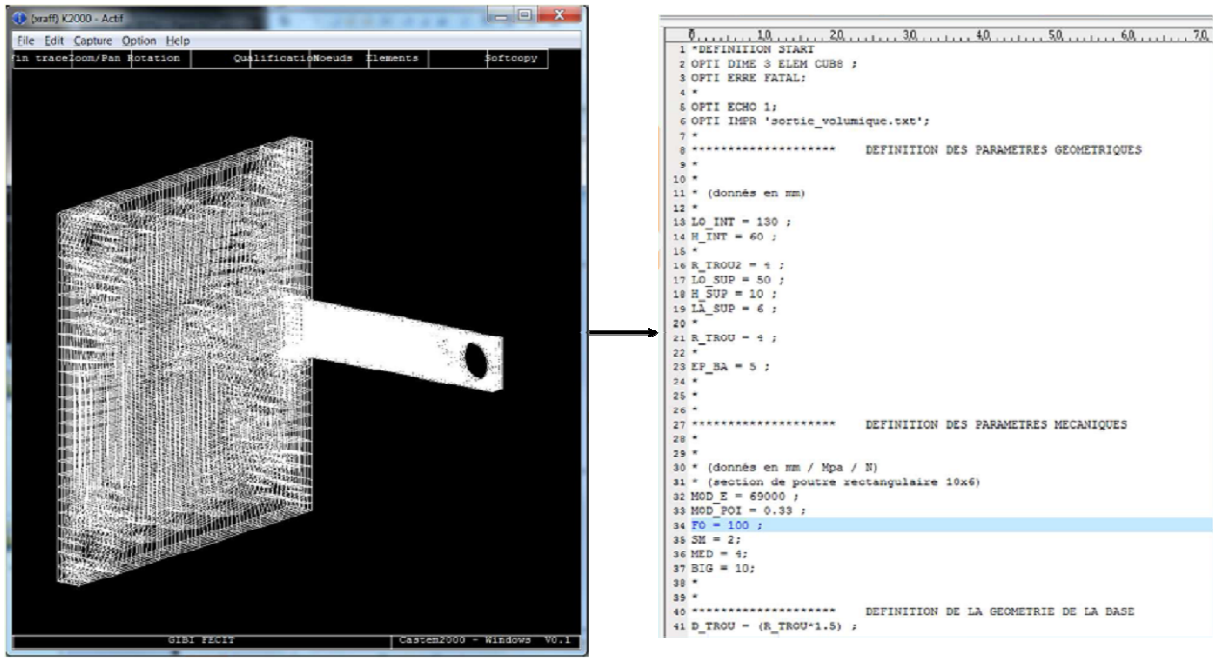 (xraff) K2000 - Actif
File Edit Capture Option Help
fin trace Zoom/Pan Rotation Qualificatio Noeuds Elements Softcopy
GIBI FECIT Castem2000 - Windows V0.1
0 10 20 30 40 50 60 70
1 *DEFINITION START
2 OPTI DIME 3 ELEM CUB8 ;
3 OPTI ERRE FATAL;
4 *
5 OPTI ECHO 1;
6 OPTI IMPR 'sortie_volumique.txt';
7 *
8 ******************** DEFINITION DES PARAMETRES GEOMETRIQUES
9 *
10 *
11 * (donnés en mm)
12 *
13 LO_INT = 130 ;
14 H_INT = 60 ;
15 *
16 R_TROU2 = 4 ;
17 LO_SUP = 50 ;
18 H_SUP = 10 ;
19 LA_SUP = 6 ;
20 *
21 R_TROU = 4 ;
22 *
23 EP_BA = 5 ;
24 *
25 *
26 *
27 ******************** DEFINITION DES PARAMETRES MECANIQUES
28 *
29 *
30 * (donnés en mm / Mpa / N)
31 * (section de poutre rectangulaire 10x6)
32 MOD_E = 69000 ;
33 MOD_POI = 0.33 ;
34 FO = 100 ;
35 SM = 2;
36 MED = 4;
37 BIG = 10;
38 *
39 *
40 ******************** DEFINITION DE LA GEOMETRIE DE LA BASE
41 D_TROU = (R_TROU*1.5) ;